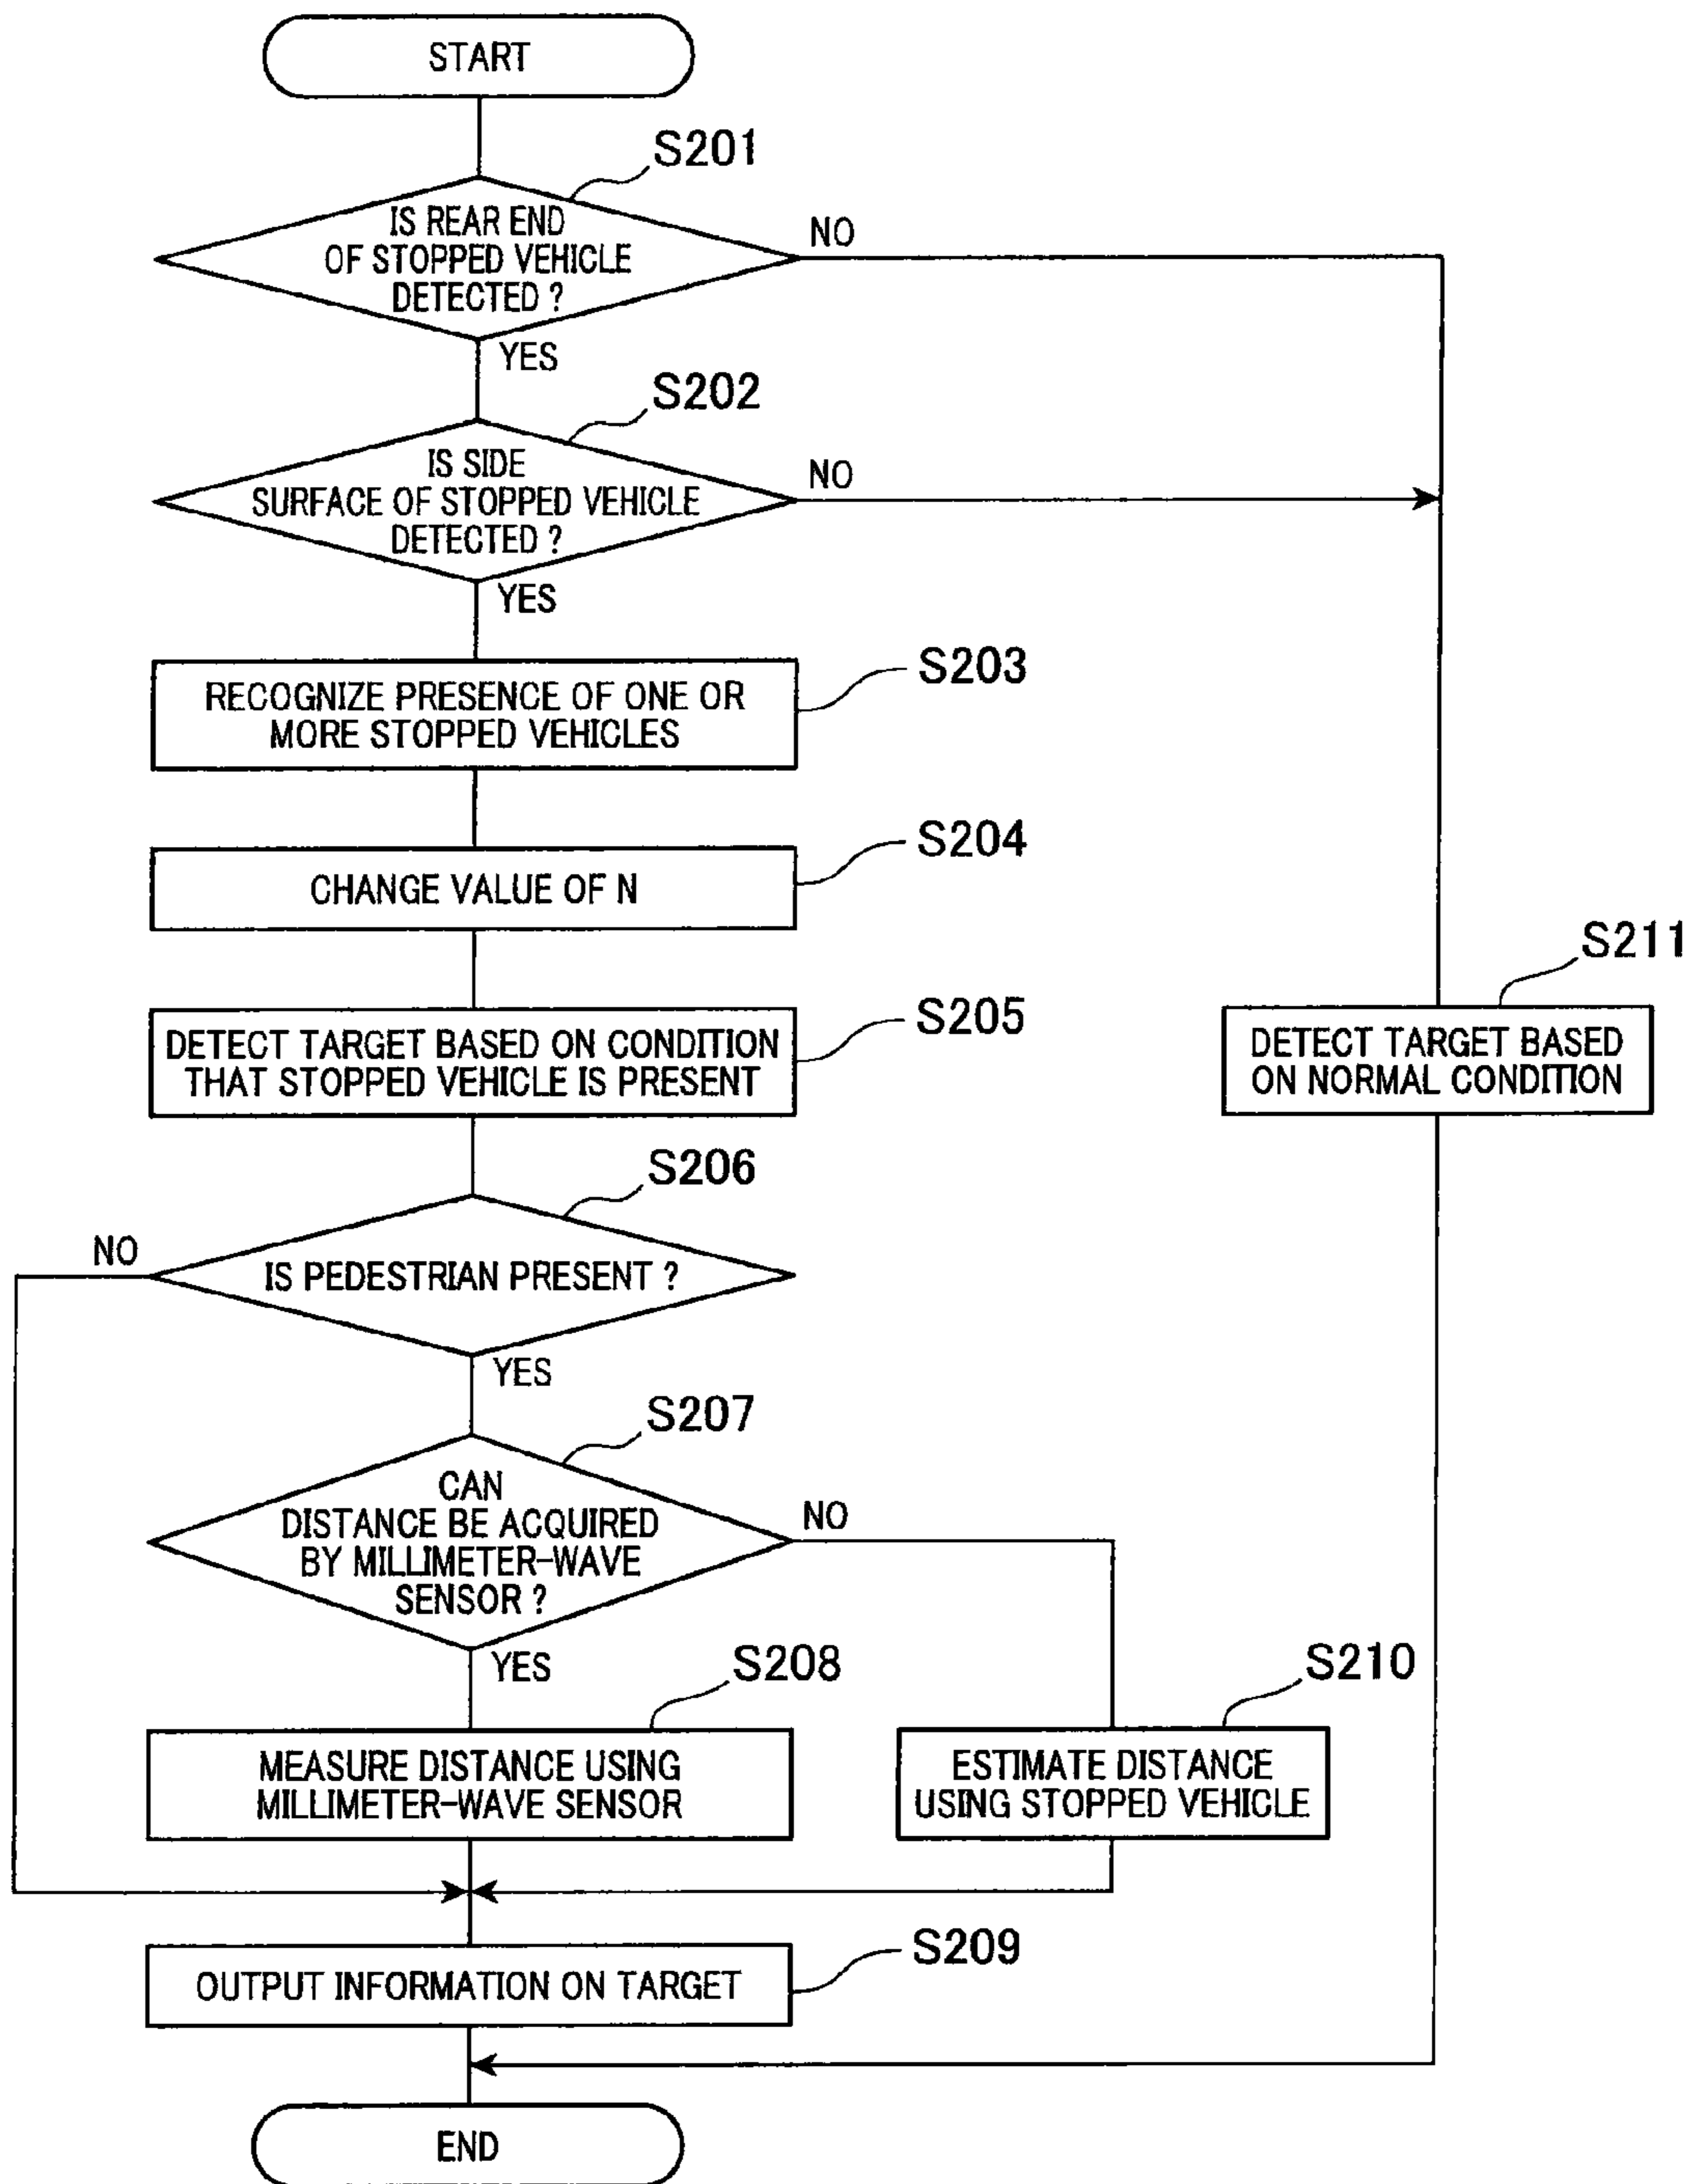 START
S201
IS REAR END
OF STOPPED VEHICLE
DETECTED ?
NO
YES
S202
IS SIDE
SURFACE OF STOPPED VEHICLE
DETECTED ?
NO
YES
S203
RECOGNIZE PRESENCE OF ONE OR
MORE STOPPED VEHICLES
S204
CHANGE VALUE OF N
S205
DETECT TARGET BASED ON CONDITION
THAT STOPPED VEHICLE IS PRESENT
S211
DETECT TARGET BASED
ON NORMAL CONDITION
S206
NO
IS PEDESTRIAN PRESENT ?
YES
S207
CAN
DISTANCE BE ACQUIRED
BY MILLIMETER-WAVE
SENSOR ?
NO
YES
S208
MEASURE DISTANCE USING
MILLIMETER-WAVE SENSOR
S210
ESTIMATE DISTANCE
USING STOPPED VEHICLE
S209
OUTPUT INFORMATION ON TARGET
END